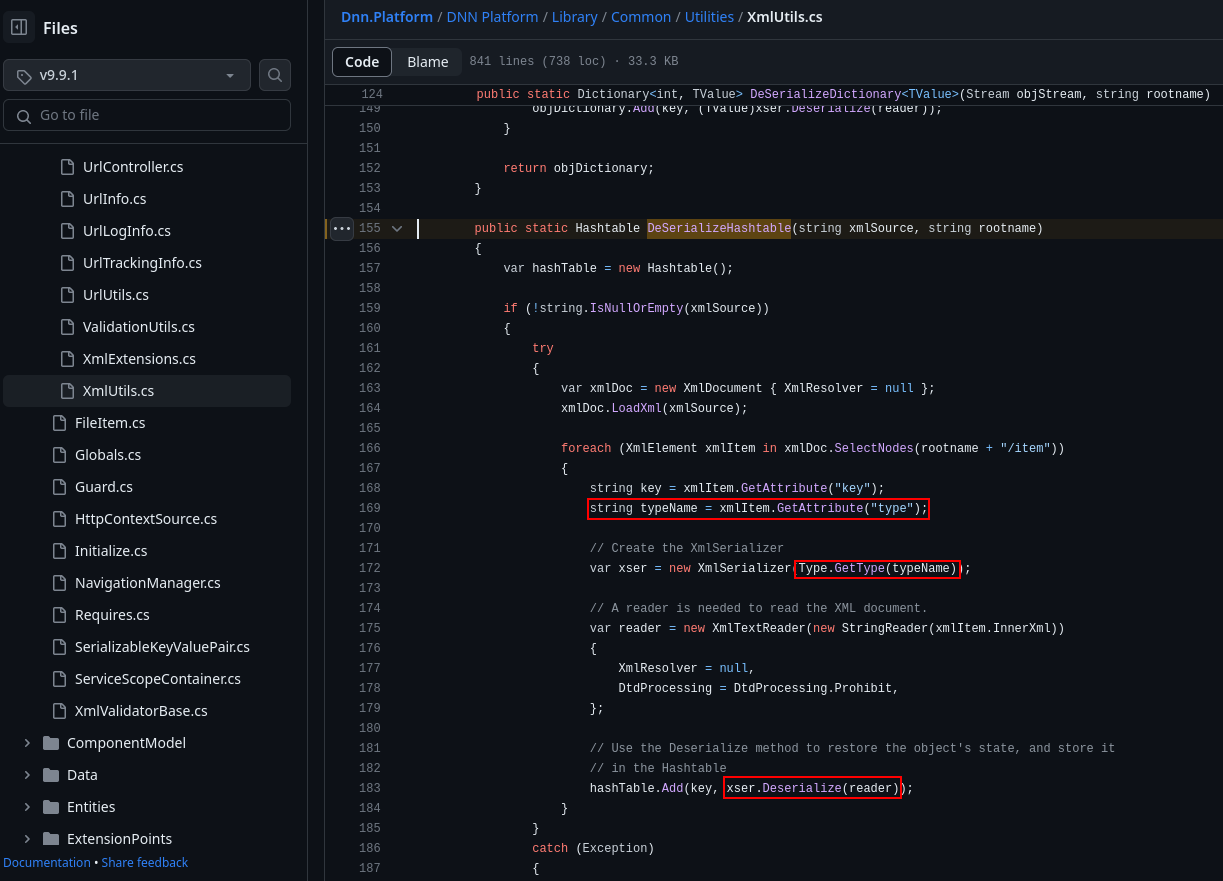 Files
v9.9.1
Go to file
UrlController.cs
UrlInfo.cs
UrlLogInfo.cs
UrlTrackingInfo.cs
UrlUtils.cs
ValidationUtils.cs
XmlExtensions.cs
XmlUtils.cs
FileItem.cs
Globals.cs
Guard.cs
HttpContextSource.cs
Initialize.cs
NavigationManager.cs
Requires.cs
SerializableKeyValuePair.cs
ServiceScopeContainer.cs
XmlValidatorBase.cs
ComponentModel
Data
Entities
ExtensionPoints
Documentation • Share feedback
Dnn.Platform / DNN Platform / Library / Common / Utilities / XmlUtils.cs
Code Blame 841 lines (738 loc) · 33.3 KB
124 public static Dictionary<int, TValue> DeSerializeDictionary<TValue>(Stream objStream, string rootname)
149 objDictionary.Add(key, (TValue)xser.Deserialize(reader));
150 }
151
152 return objDictionary;
153 }
154
155 public static Hashtable DeSerializeHashtable(string xmlSource, string rootname)
156 {
157 var hashTable = new Hashtable();
158
159 if (!string.IsNullOrEmpty(xmlSource))
160 {
161 try
162 {
163 var xmlDoc = new XmlDocument { XmlResolver = null };
164 xmlDoc.LoadXml(xmlSource);
165
166 foreach (XmlElement xmlItem in xmlDoc.SelectNodes(rootname + "/item"))
167 {
168 string key = xmlItem.GetAttribute("key");
169 string typeName = xmlItem.GetAttribute("type");
170
171 // Create the XmlSerializer
172 var xser = new XmlSerializer(Type.GetType(typeName));
173
174 // A reader is needed to read the XML document.
175 var reader = new XmlTextReader(new StringReader(xmlItem.InnerXml))
176 {
177 XmlResolver = null,
178 DtdProcessing = DtdProcessing.Prohibit,
179 };
180
181 // Use the Deserialize method to restore the object's state, and store it
182 // in the Hashtable
183 hashTable.Add(key, xser.Deserialize(reader));
184 }
185 }
186 catch (Exception)
187 {